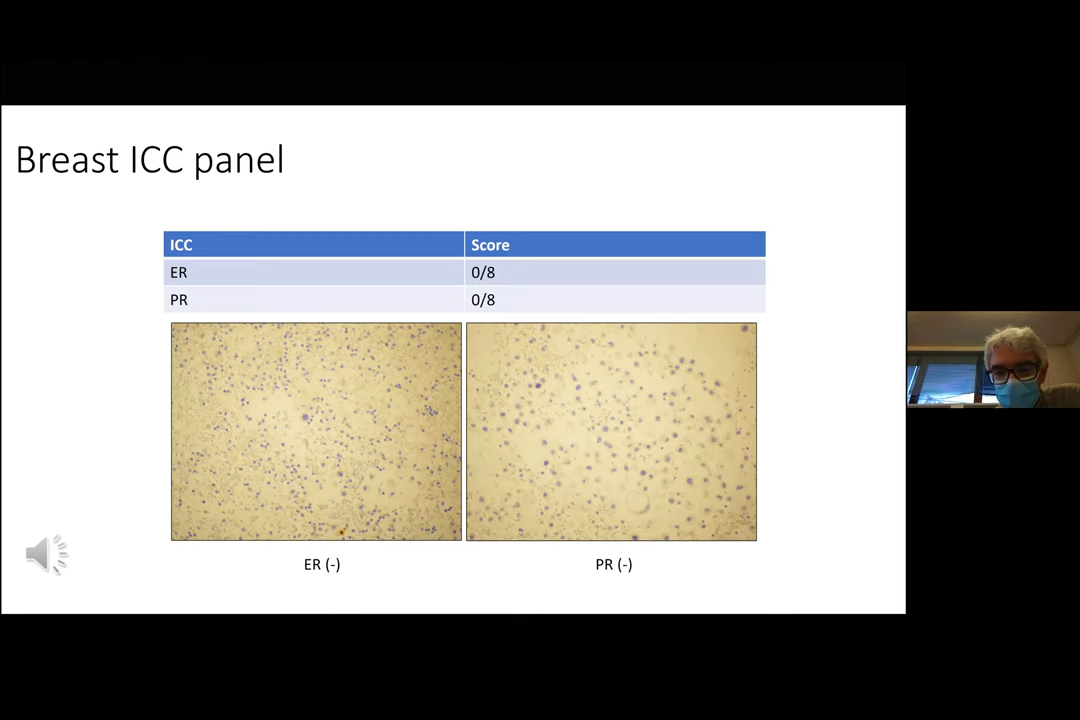 Breast ICC panel
ICC Score
ER 0/8
PR 0/8
ER (-) PR (-)